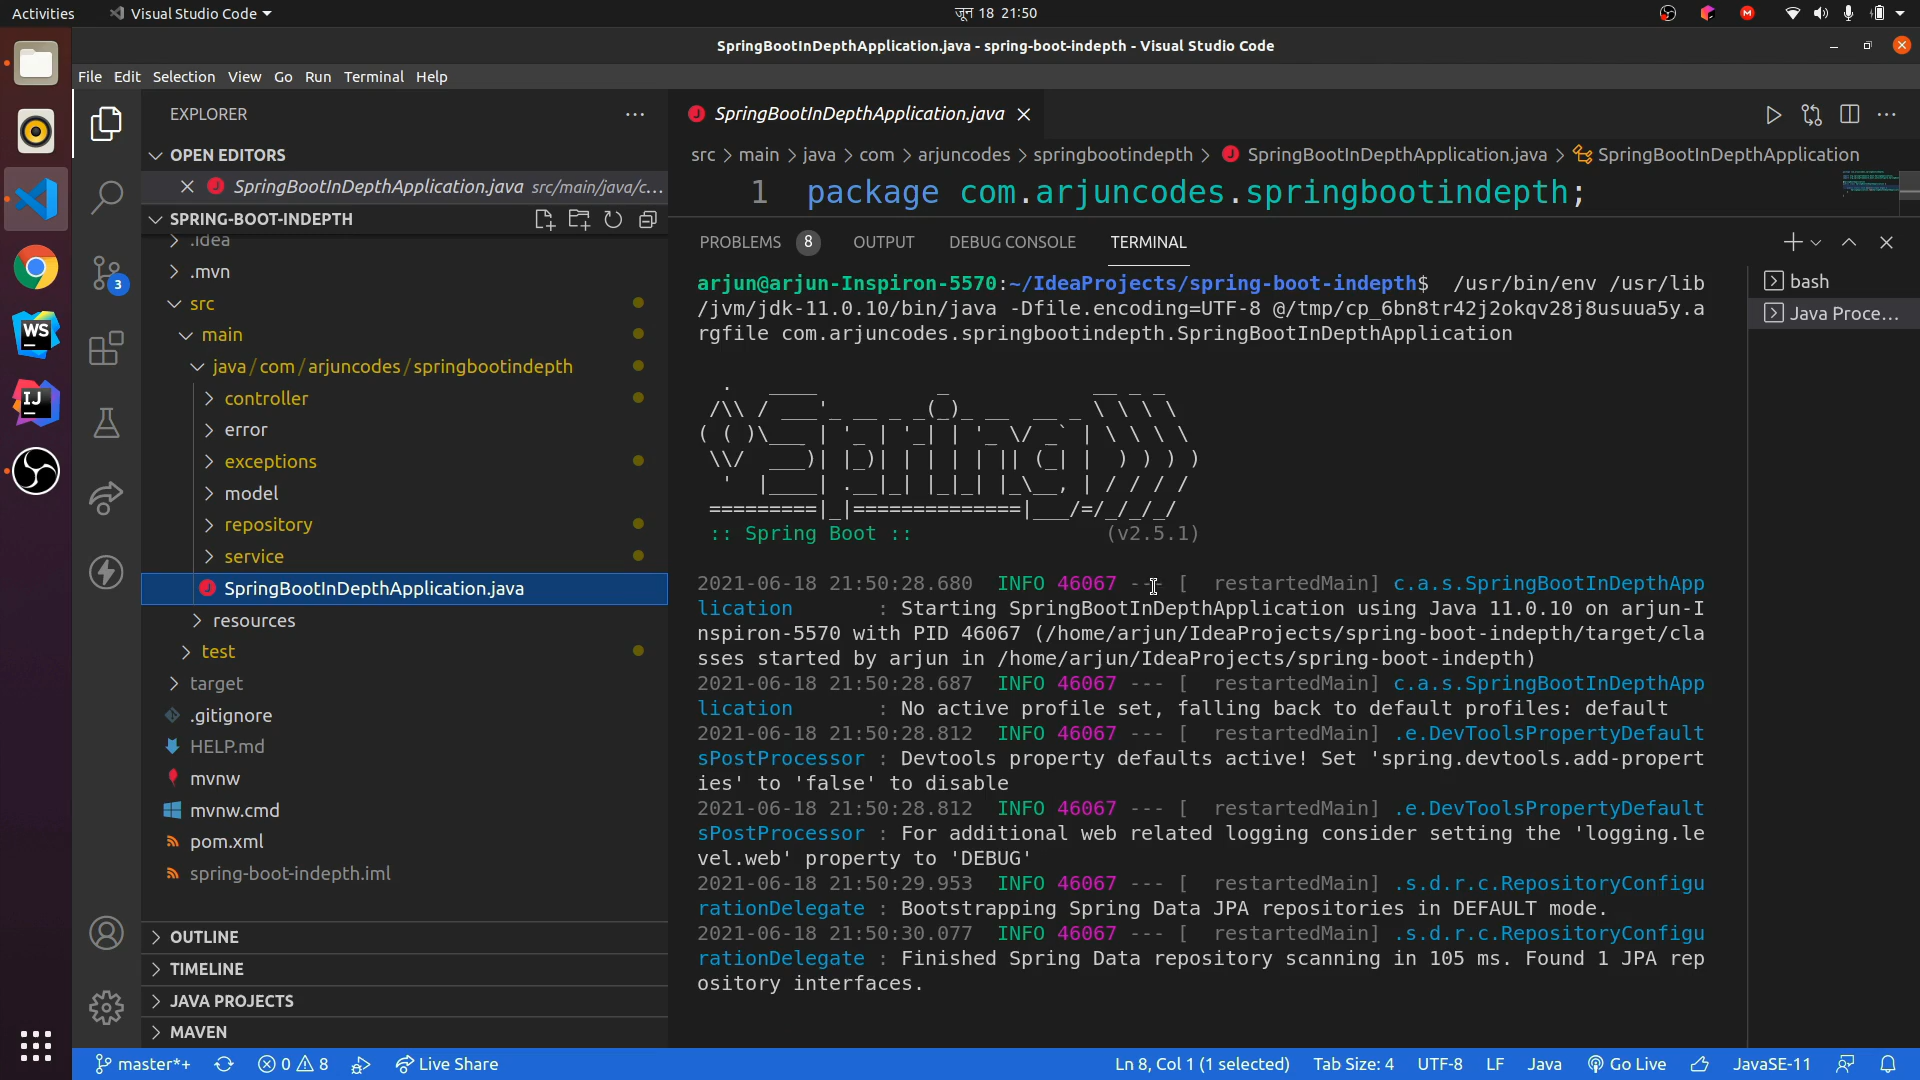 Activities
Visual Studio Code
जून 18 21:50
M
SpringBootInDepthApplication.java - spring-boot-indepth - Visual Studio Code
File Edit Selection View Go Run Terminal Help
WS
IJ
3
EXPLORER
OPEN EDITORS
SpringBootInDepthApplication.java src/main/java/c...
SPRING-BOOT-INDEPTH
.idea
.mvn
src
main
java/com/arjuncodes/springbootindepth
controller
error
exceptions
model
repository
service
J SpringBootInDepthApplication.java
resources
test
target
.gitignore
HELP.md
mvnw
mvnw.cmd
pom.xml
spring-boot-indepth.iml
OUTLINE
TIMELINE
JAVA PROJECTS
MAVEN
J SpringBootInDepthApplication.java
src > main > java > com > arjuncodes > springbootindepth > J SpringBootInDepthApplication.java > SpringBootInDepthApplication
1 package com.arjuncodes.springbootindepth;
PROBLEMS 8 OUTPUT DEBUG CONSOLE TERMINAL
arjun@arjun-Inspiron-5570:~/IdeaProjects/spring-boot-indepth$ /usr/bin/env /usr/lib
/jvm/jdk-11.0.10/bin/java -Dfile.encoding=UTF-8 @/tmp/cp_6bn8tr42j2okqv28j8usuua5y.a
rgfile com.arjuncodes.springbootindepth.SpringBootInDepthApplication
  .   ____          _            __ _ _
 /\\ / ___'_ __ _ _(_)_ __  __ _ \ \ \ \
( ( )\___ | '_ | '_| | '_ \/ _` | \ \ \ \
 \\/  ___)| |_)| | | | | || (_| |  ) ) ) )
  '  |____| .__|_| |_|_| |_\__, | / / / /
 =========|_|==============|___/=/_/_/_/
 :: Spring Boot ::                (v2.5.1)
2021-06-18 21:50:28.680  INFO 46067 --- [  restartedMain] c.a.s.SpringBootInDepthApp
lication       : Starting SpringBootInDepthApplication using Java 11.0.10 on arjun-I
nspiron-5570 with PID 46067 (/home/arjun/IdeaProjects/spring-boot-indepth/target/cla
sses started by arjun in /home/arjun/IdeaProjects/spring-boot-indepth)
2021-06-18 21:50:28.687  INFO 46067 --- [  restartedMain] c.a.s.SpringBootInDepthApp
lication       : No active profile set, falling back to default profiles: default
2021-06-18 21:50:28.812  INFO 46067 --- [  restartedMain] .e.DevToolsPropertyDefault
sPostProcessor : Devtools property defaults active! Set 'spring.devtools.add-propert
ies' to 'false' to disable
2021-06-18 21:50:28.812  INFO 46067 --- [  restartedMain] .e.DevToolsPropertyDefault
sPostProcessor : For additional web related logging consider setting the 'logging.le
vel.web' property to 'DEBUG'
2021-06-18 21:50:29.953  INFO 46067 --- [  restartedMain] .s.d.r.c.RepositoryConfigu
rationDelegate : Bootstrapping Spring Data JPA repositories in DEFAULT mode.
2021-06-18 21:50:30.077  INFO 46067 --- [  restartedMain] .s.d.r.c.RepositoryConfigu
rationDelegate : Finished Spring Data repository scanning in 105 ms. Found 1 JPA rep
ository interfaces.
bash
Java Proce...
master*+ 0 8 Live Share Ln 8, Col 1 (1 selected) Tab Size: 4 UTF-8 LF Java Go Live JavaSE-11